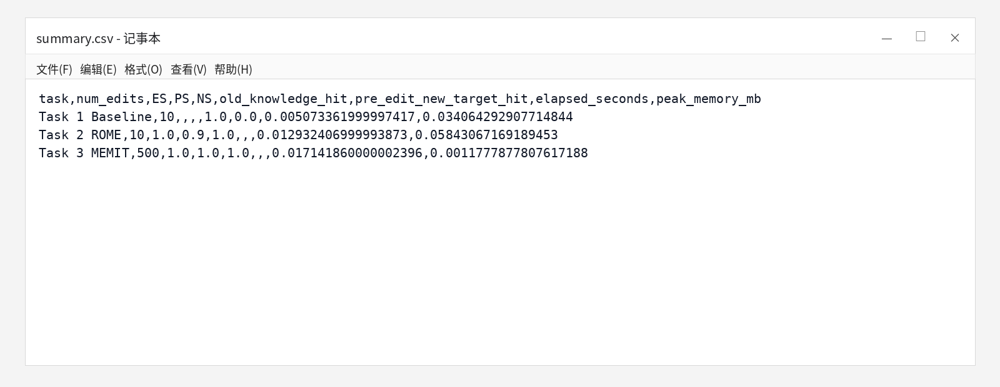 summary.csv - 记事本
文件(F) 编辑(E) 格式(O) 查看(V) 帮助(H)
task,num_edits,ES,PS,NS,old_knowledge_hit,pre_edit_new_target_hit,elapsed_seconds,peak_memory_mb
Task 1 Baseline,10,,,,1.0,0.0,0.005073361999997417,0.034064292907714844
Task 2 ROME,10,1.0,0.9,1.0,,,0.012932406999993873,0.05843067169189453
Task 3 MEMIT,500,1.0,1.0,1.0,,,0.017141860000002396,0.0011777877807617188